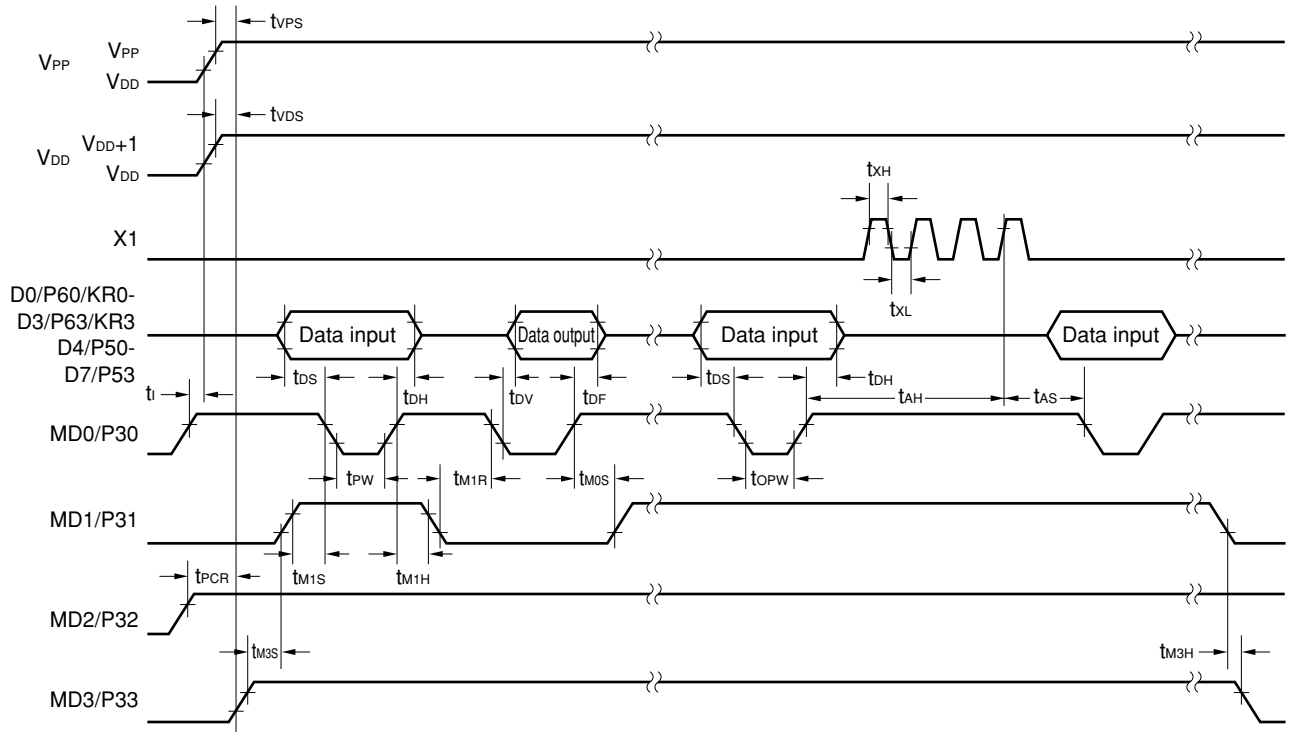 tVPS
VPP
VPP
VDD
tVDS
VDD+1
VDD
VDD
tXH
X1
tXL
D0/P60/KR0-
D3/P63/KR3
D4/P50-
D7/P53
Data input
Data output
Data input
Data input
tI
tDS
tDH
tDV
tDF
tDS
tDH
tAH
tAS
MD0/P30
tPW
tM1R
tM0S
tOPW
MD1/P31
tM1S
tM1H
tPCR
MD2/P32
tM3S
tM3H
MD3/P33